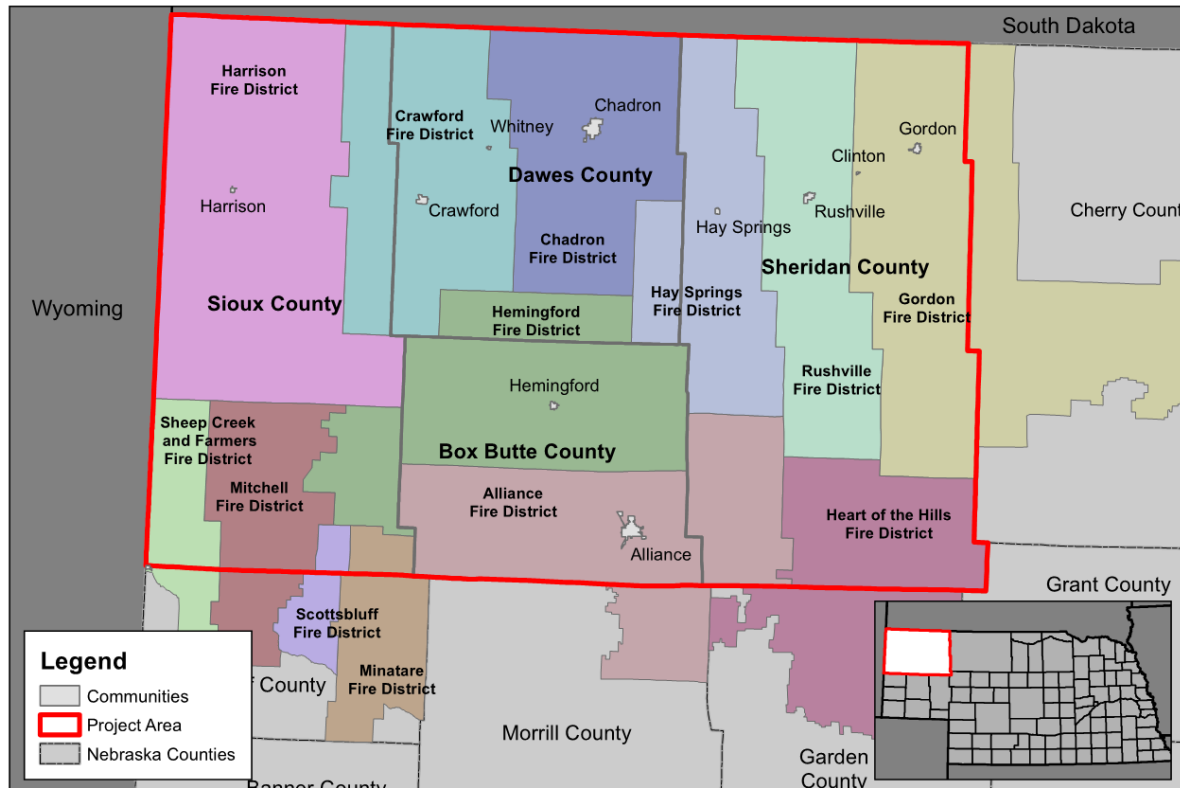 South Dakota
Harrison
Fire District
Crawford
Fire District
Whitney
Chadron
Gordon
Clinton
Dawes County
Harrison
Crawford
Hay Springs
Rushville
Cherry Count
Chadron
Fire District
Sheridan County
Wyoming
Sioux County
Hemingford
Fire District
Hay Springs
Fire District
Gordon
Fire District
Rushville
Fire District
Hemingford
Sheep Creek
and Farmers
Fire District
Box Butte County
Mitchell
Fire District
Alliance
Fire District
Heart of the Hills
Fire District
Alliance
Grant County
Scottsbluff
Fire District
Minatare
Fire District
f County
Morrill County
Garden
County
Banner County
Legend
Communities
Project Area
Nebraska Counties